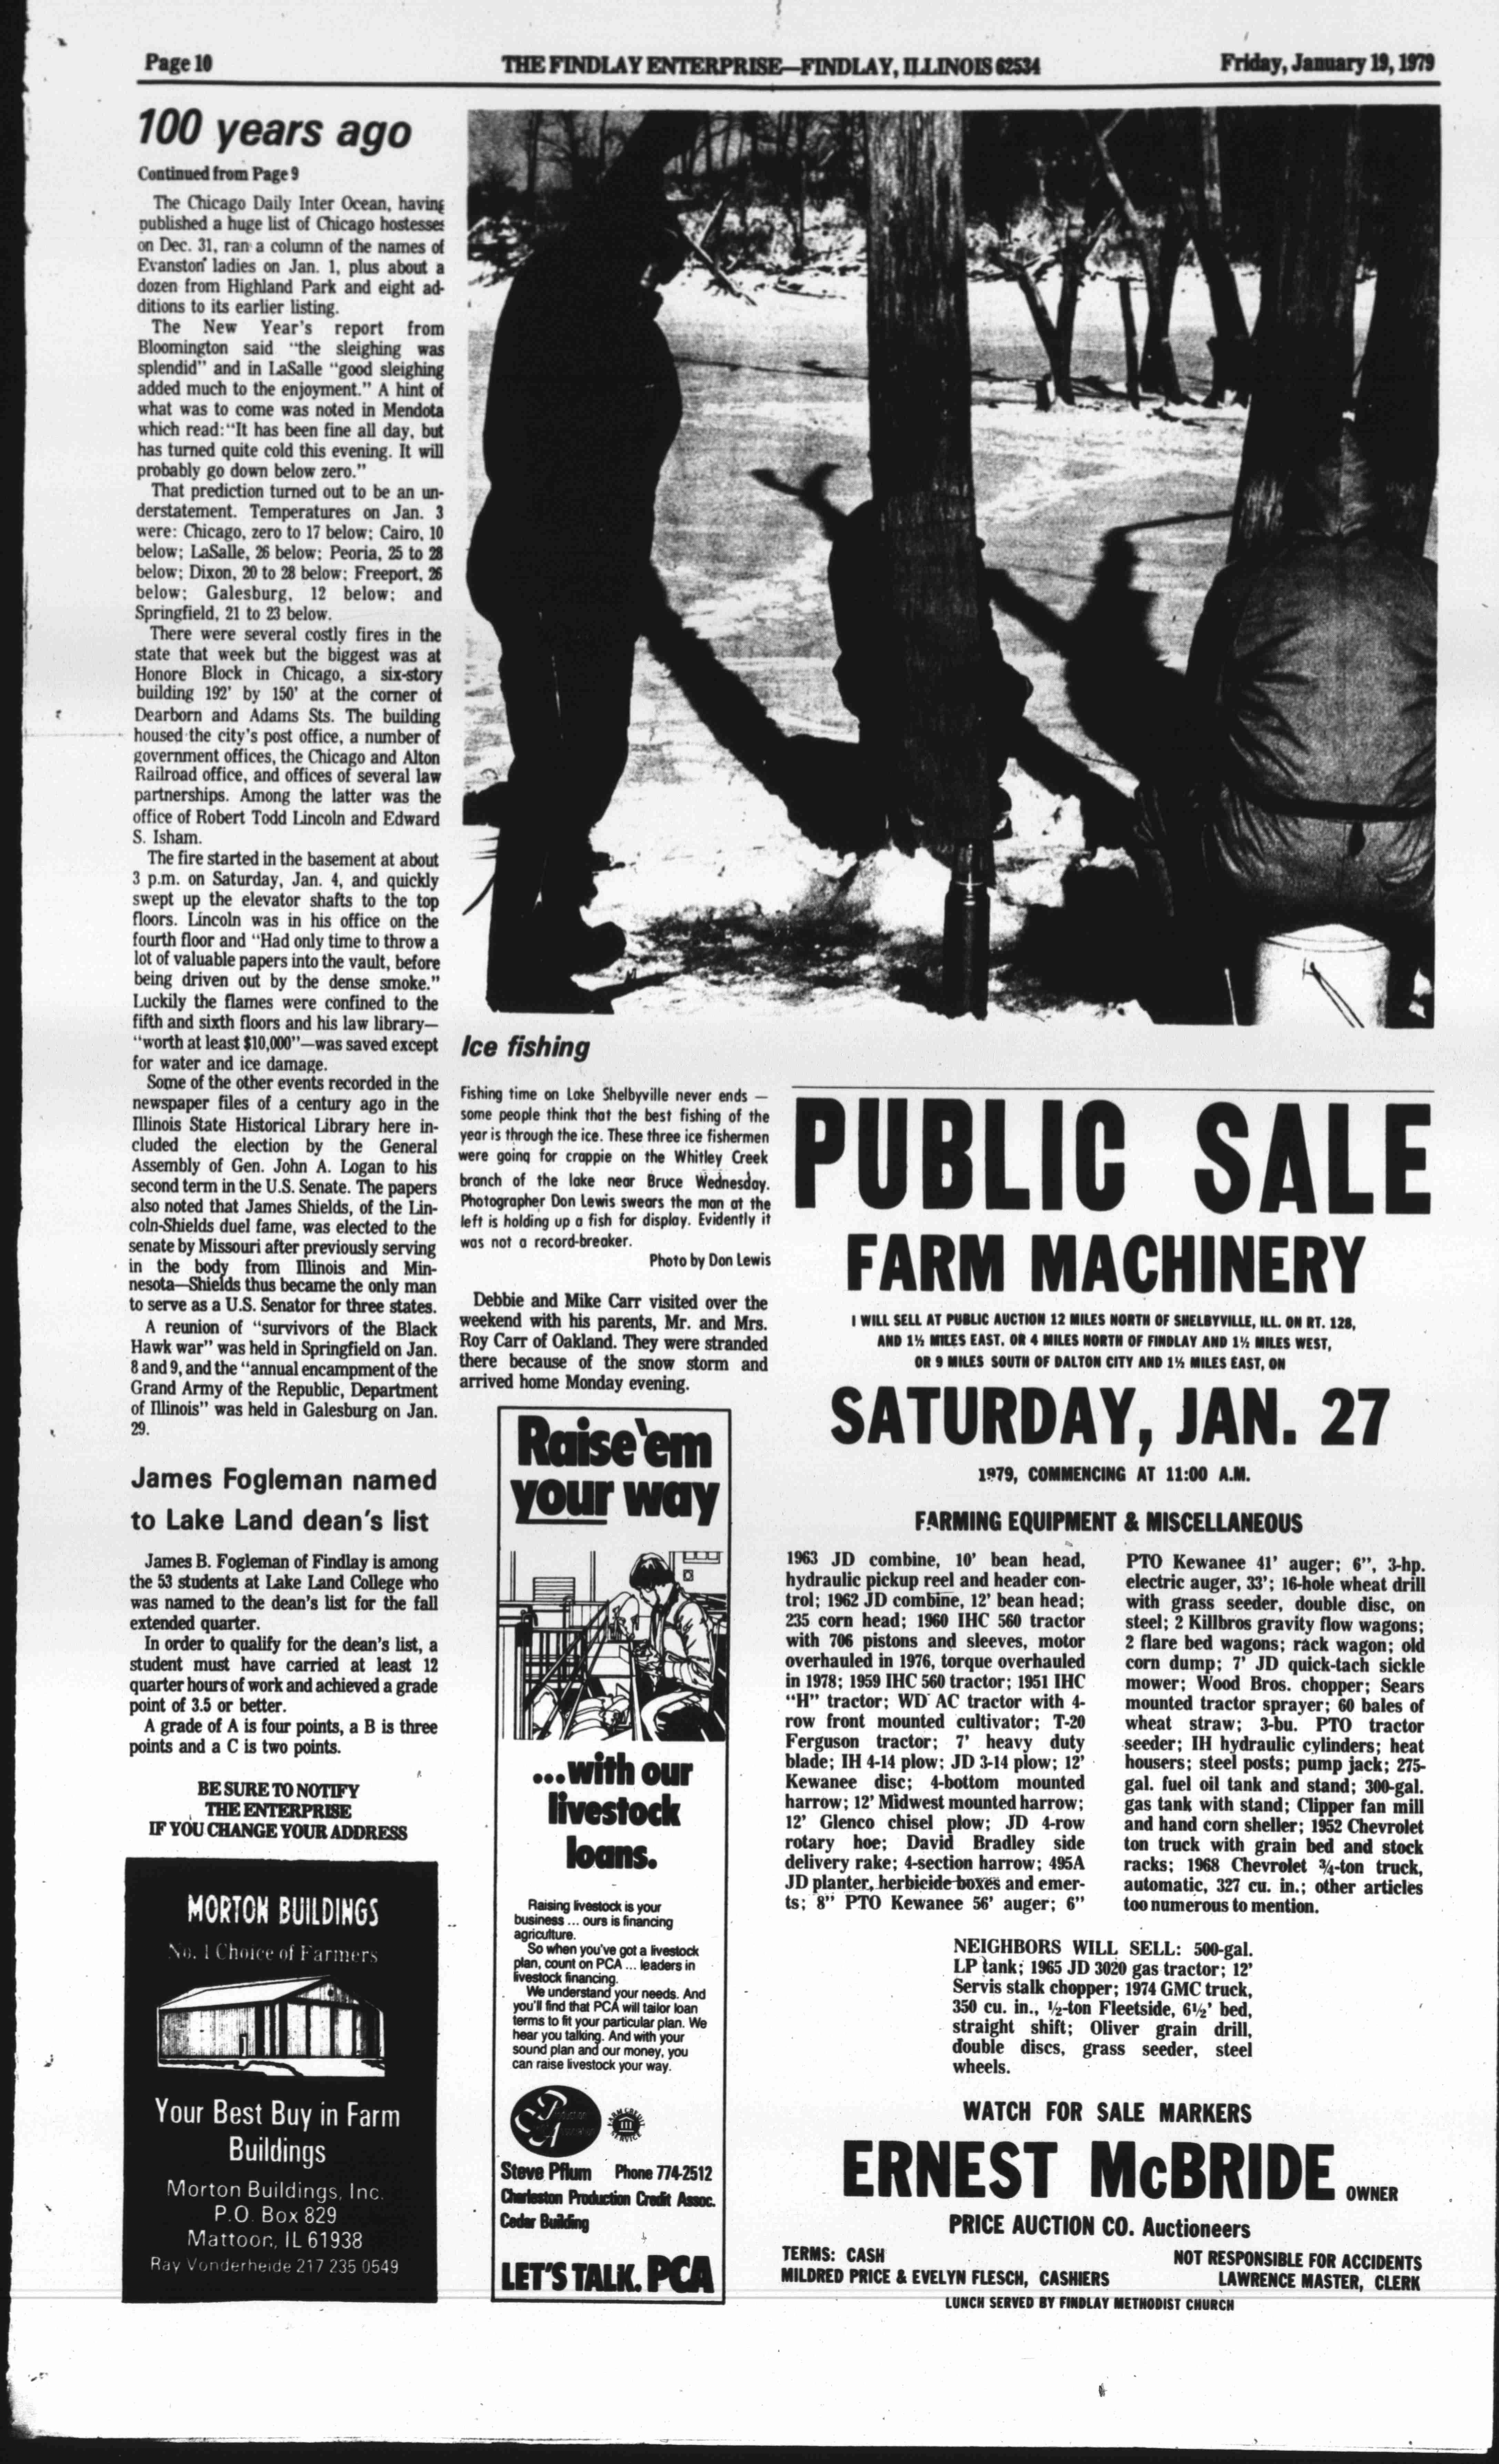 Page 10
THE FINDLAY ENTERPRISE—FINDLAY, ILLINOIS 62534
Friday, January 19, 1979
100 years ago
Continued from Page 9
The Chicago Daily Inter Ocean, having
published a huge list of Chicago hostesses
on Dec. 31, ran a column of the names of
Evanston ladies on Jan. 1, plus about a
dozen from Highland Park and eight ad-
ditions to its earlier listing.
The New Year's report from
Bloomington said "the sleighing was
splendid" and in LaSalle "good sleighing
added much to the enjoyment." A hint of
what was to come was noted in Mendota
which read:"It has been fine all day, but
has turned quite cold this evening. It will
probably go down below zero."
That prediction turned out to be an un-
derstatement. Temperatures on Jan. 3
were: Chicago, zero to 17 below; Cairo, 10
below; LaSalle, 26 below; Peoria, 25 to 28
below; Dixon, 20 to 28 below; Freeport, 26
below; Galesburg, 12 below; and
Springfield, 21 to 23 below.
There were several costly fires in the
state that week but the biggest was at
Honore Block in Chicago, a six-story
building 192' by 150' at the corner of
Dearborn and Adams Sts. The building
housed the city's post office, a number of
government offices, the Chicago and Alton
Railroad office, and offices of several law
partnerships. Among the latter was the
office of Robert Todd Lincoln and Edward
S. Isham.
The fire started in the basement at about
3 p.m. on Saturday, Jan. 4, and quickly
swept up the elevator shafts to the top
floors. Lincoln was in his office on the
fourth floor and "Had only time to throw a
lot of valuable papers into the vault, before
being driven out by the dense smoke."
Luckily the flames were confined to the
fifth and sixth floors and his law library—
"worth at least $10,000"—was saved except
for water and ice damage.
Some of the other events recorded in the
newspaper files of a century ago in the
Illinois State Historical Library here in-
cluded the election by the General
Assembly of Gen. John A. Logan to his
second term in the U.S. Senate. The papers
also noted that James Shields, of the Lin-
coln-Shields duel fame, was elected to the
senate by Missouri after previously serving
in the body from Illinois and Min-
nesota—Shields thus became the only man
to serve as a U.S. Senator for three states.
A reunion of "survivors of the Black
Hawk war" was held in Springfield on Jan.
8 and 9, and the "annual encampment of the
Grand Army of the Republic, Department
of Illinois" was held in Galesburg on Jan.
29.
James Fogleman named
to Lake Land dean's list
James B. Fogleman of Findlay is among
the 53 students at Lake Land College who
was named to the dean's list for the fall
extended quarter.
In order to qualify for the dean's list, a
student must have carried at least 12
quarter hours of work and achieved a grade
point of 3.5 or better.
A grade of A is four points, a B is three
points and a C is two points.
BE SURE TO NOTIFY
THE ENTERPRISE
IF YOU CHANGE YOUR ADDRESS
MORTON BUILDINGS
No. 1 Choice of Farmers
Your Best Buy in Farm
Buildings
Morton Buildings, Inc.
P.O. Box 829
Mattoon, IL 61938
Ray Vonderheide 217 235 0549
Ice fishing
Fishing time on Lake Shelbyville never ends —
some people think that the best fishing of the
year is through the ice. These three ice fishermen
were going for crappie on the Whitley Creek
branch of the lake near Bruce Wednesday.
Photographer Don Lewis swears the man at the
left is holding up a fish for display. Evidently it
was not a record-breaker.
Photo by Don Lewis
Debbie and Mike Carr visited over the
weekend with his parents, Mr. and Mrs.
Roy Carr of Oakland. They were stranded
there because of the snow storm and
arrived home Monday evening.
Raise 'em
your way
...with our
livestock
loans.
Raising livestock is your
business ... ours is financing
agriculture.
So when you've got a livestock
plan, count on PCA ... leaders in
livestock financing.
We understand your needs. And
you'll find that PCA will tailor loan
terms to fit your particular plan. We
hear you talking. And with your
sound plan and our money, you
can raise livestock your way.
Steve Pflum Phone 774-2512
Charleston Production Credit Assoc.
Cedar Building
LET'S TALK. PCA
PUBLIC SALE
FARM MACHINERY
I WILL SELL AT PUBLIC AUCTION 12 MILES NORTH OF SHELBYVILLE, ILL. ON RT. 128,
AND 1½ MILES EAST, OR 4 MILES NORTH OF FINDLAY AND 1½ MILES WEST,
OR 9 MILES SOUTH OF DALTON CITY AND 1½ MILES EAST, ON
SATURDAY, JAN. 27
1979, COMMENCING AT 11:00 A.M.
FARMING EQUIPMENT & MISCELLANEOUS
1963 JD combine, 10' bean head,
hydraulic pickup reel and header con-
trol; 1962 JD combine, 12' bean head;
235 corn head; 1960 IHC 560 tractor
with 706 pistons and sleeves, motor
overhauled in 1976, torque overhauled
in 1978; 1959 IHC 560 tractor; 1951 IHC
"H" tractor; WD AC tractor with 4-
row front mounted cultivator; T-20
Ferguson tractor; 7' heavy duty
blade; IH 4-14 plow; JD 3-14 plow; 12'
Kewanee disc; 4-bottom mounted
harrow; 12' Midwest mounted harrow;
12' Glenco chisel plow; JD 4-row
rotary hoe; David Bradley side
delivery rake; 4-section harrow; 495A
JD planter, herbicide boxes and emer-
ts; 8" PTO Kewanee 56' auger; 6"
PTO Kewanee 41' auger; 6", 3-hp.
electric auger, 33'; 16-hole wheat drill
with grass seeder, double disc, on
steel; 2 Killbros gravity flow wagons;
2 flare bed wagons; rack wagon; old
corn dump; 7' JD quick-tach sickle
mower; Wood Bros. chopper; Sears
mounted tractor sprayer; 60 bales of
wheat straw; 3-bu. PTO tractor
seeder; IH hydraulic cylinders; heat
housers; steel posts; pump jack; 275-
gal. fuel oil tank and stand; 300-gal.
gas tank with stand; Clipper fan mill
and hand corn sheller; 1952 Chevrolet
ton truck with grain bed and stock
racks; 1968 Chevrolet ¾-ton truck,
automatic, 327 cu. in.; other articles
too numerous to mention.
NEIGHBORS WILL SELL: 500-gal.
LP tank; 1965 JD 3020 gas tractor; 12'
Servis stalk chopper; 1974 GMC truck,
350 cu. in., ½-ton Fleetside, 6½' bed,
straight shift; Oliver grain drill,
double discs, grass seeder, steel
wheels.
WATCH FOR SALE MARKERS
ERNEST McBRIDE OWNER
PRICE AUCTION CO. Auctioneers
TERMS: CASH
NOT RESPONSIBLE FOR ACCIDENTS
MILDRED PRICE & EVELYN FLESCH, CASHIERS
LAWRENCE MASTER, CLERK
LUNCH SERVED BY FINDLAY METHODIST CHURCH